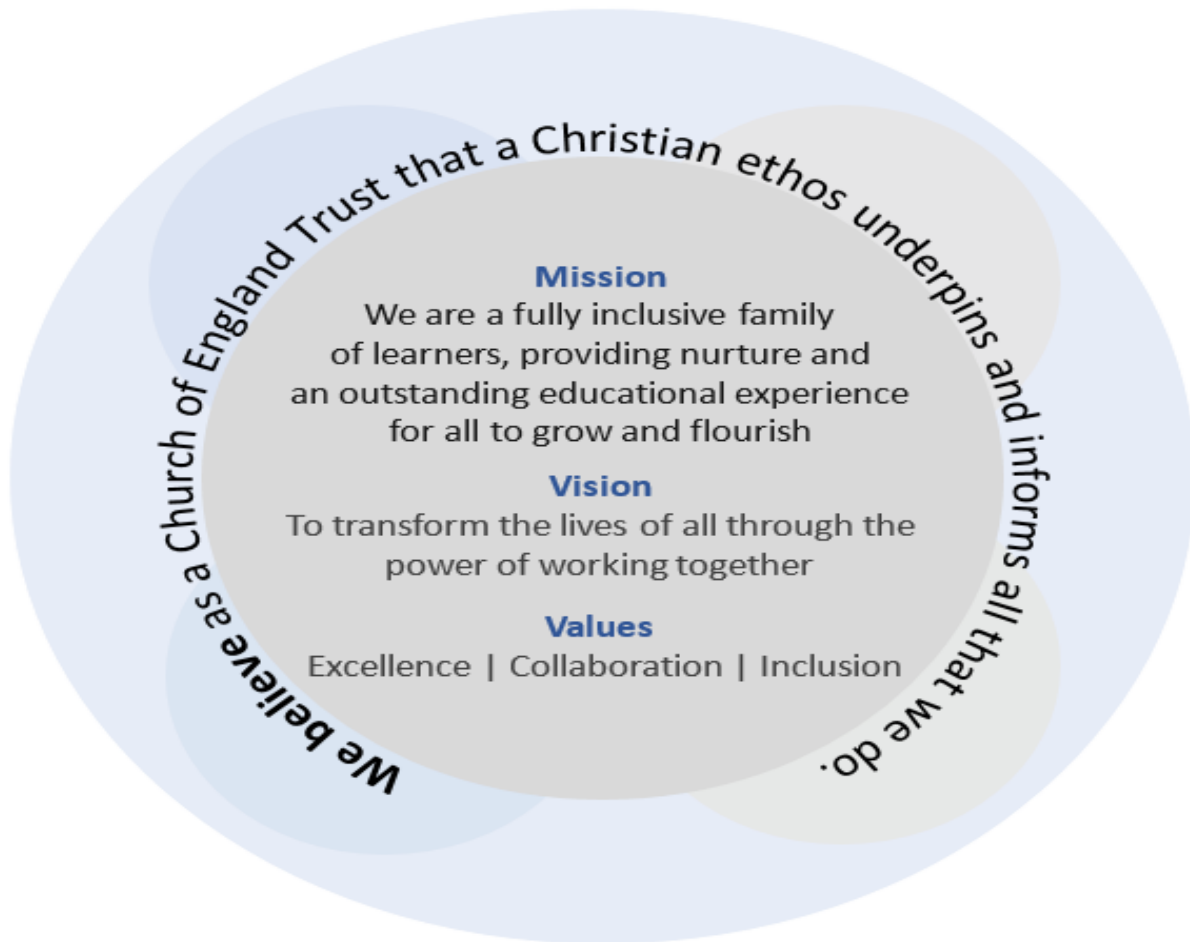 We believe as a Church of England Trust that a Christian ethos underpins and informs all that we do.
Mission
We are a fully inclusive family
of learners, providing nurture and
an outstanding educational experience
for all to grow and flourish
Vision
To transform the lives of all through the
power of working together
Values
Excellence | Collaboration | Inclusion